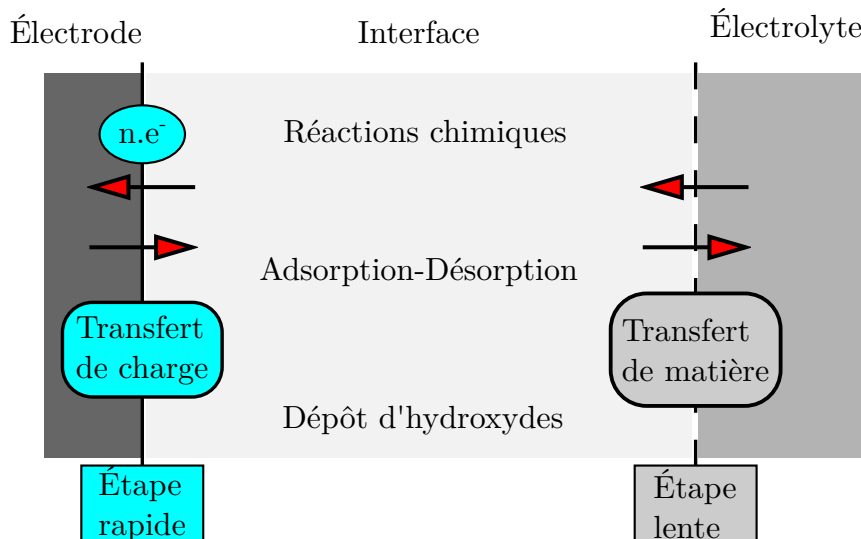 Électrode
Interface
Électrolyte
n.e-
Réactions chimiques
Adsorption-Désorption
Transfert
de charge
Transfert
de matière
Dépôt d'hydroxydes
Étape
rapide
Étape
lente